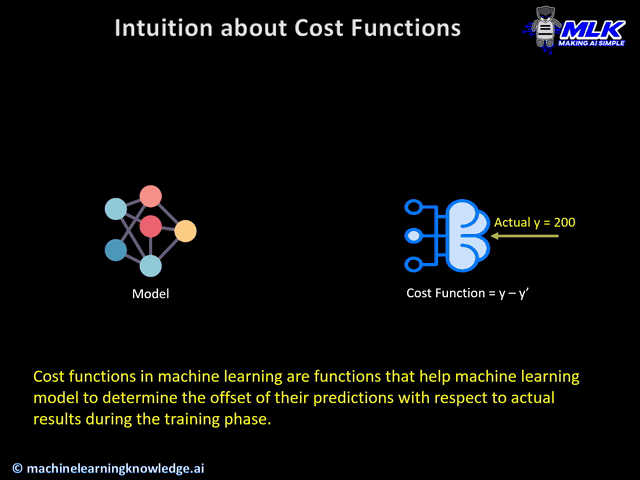 Intuition about Cost Functions
MLK
MAKING AI SIMPLE
Actual y = 200
Model
Cost Function = y – y’
Cost functions in machine learning are functions that help machine learning
model to determine the offset of their predictions with respect to actual
results during the training phase.
© machinelearningknowledge.ai